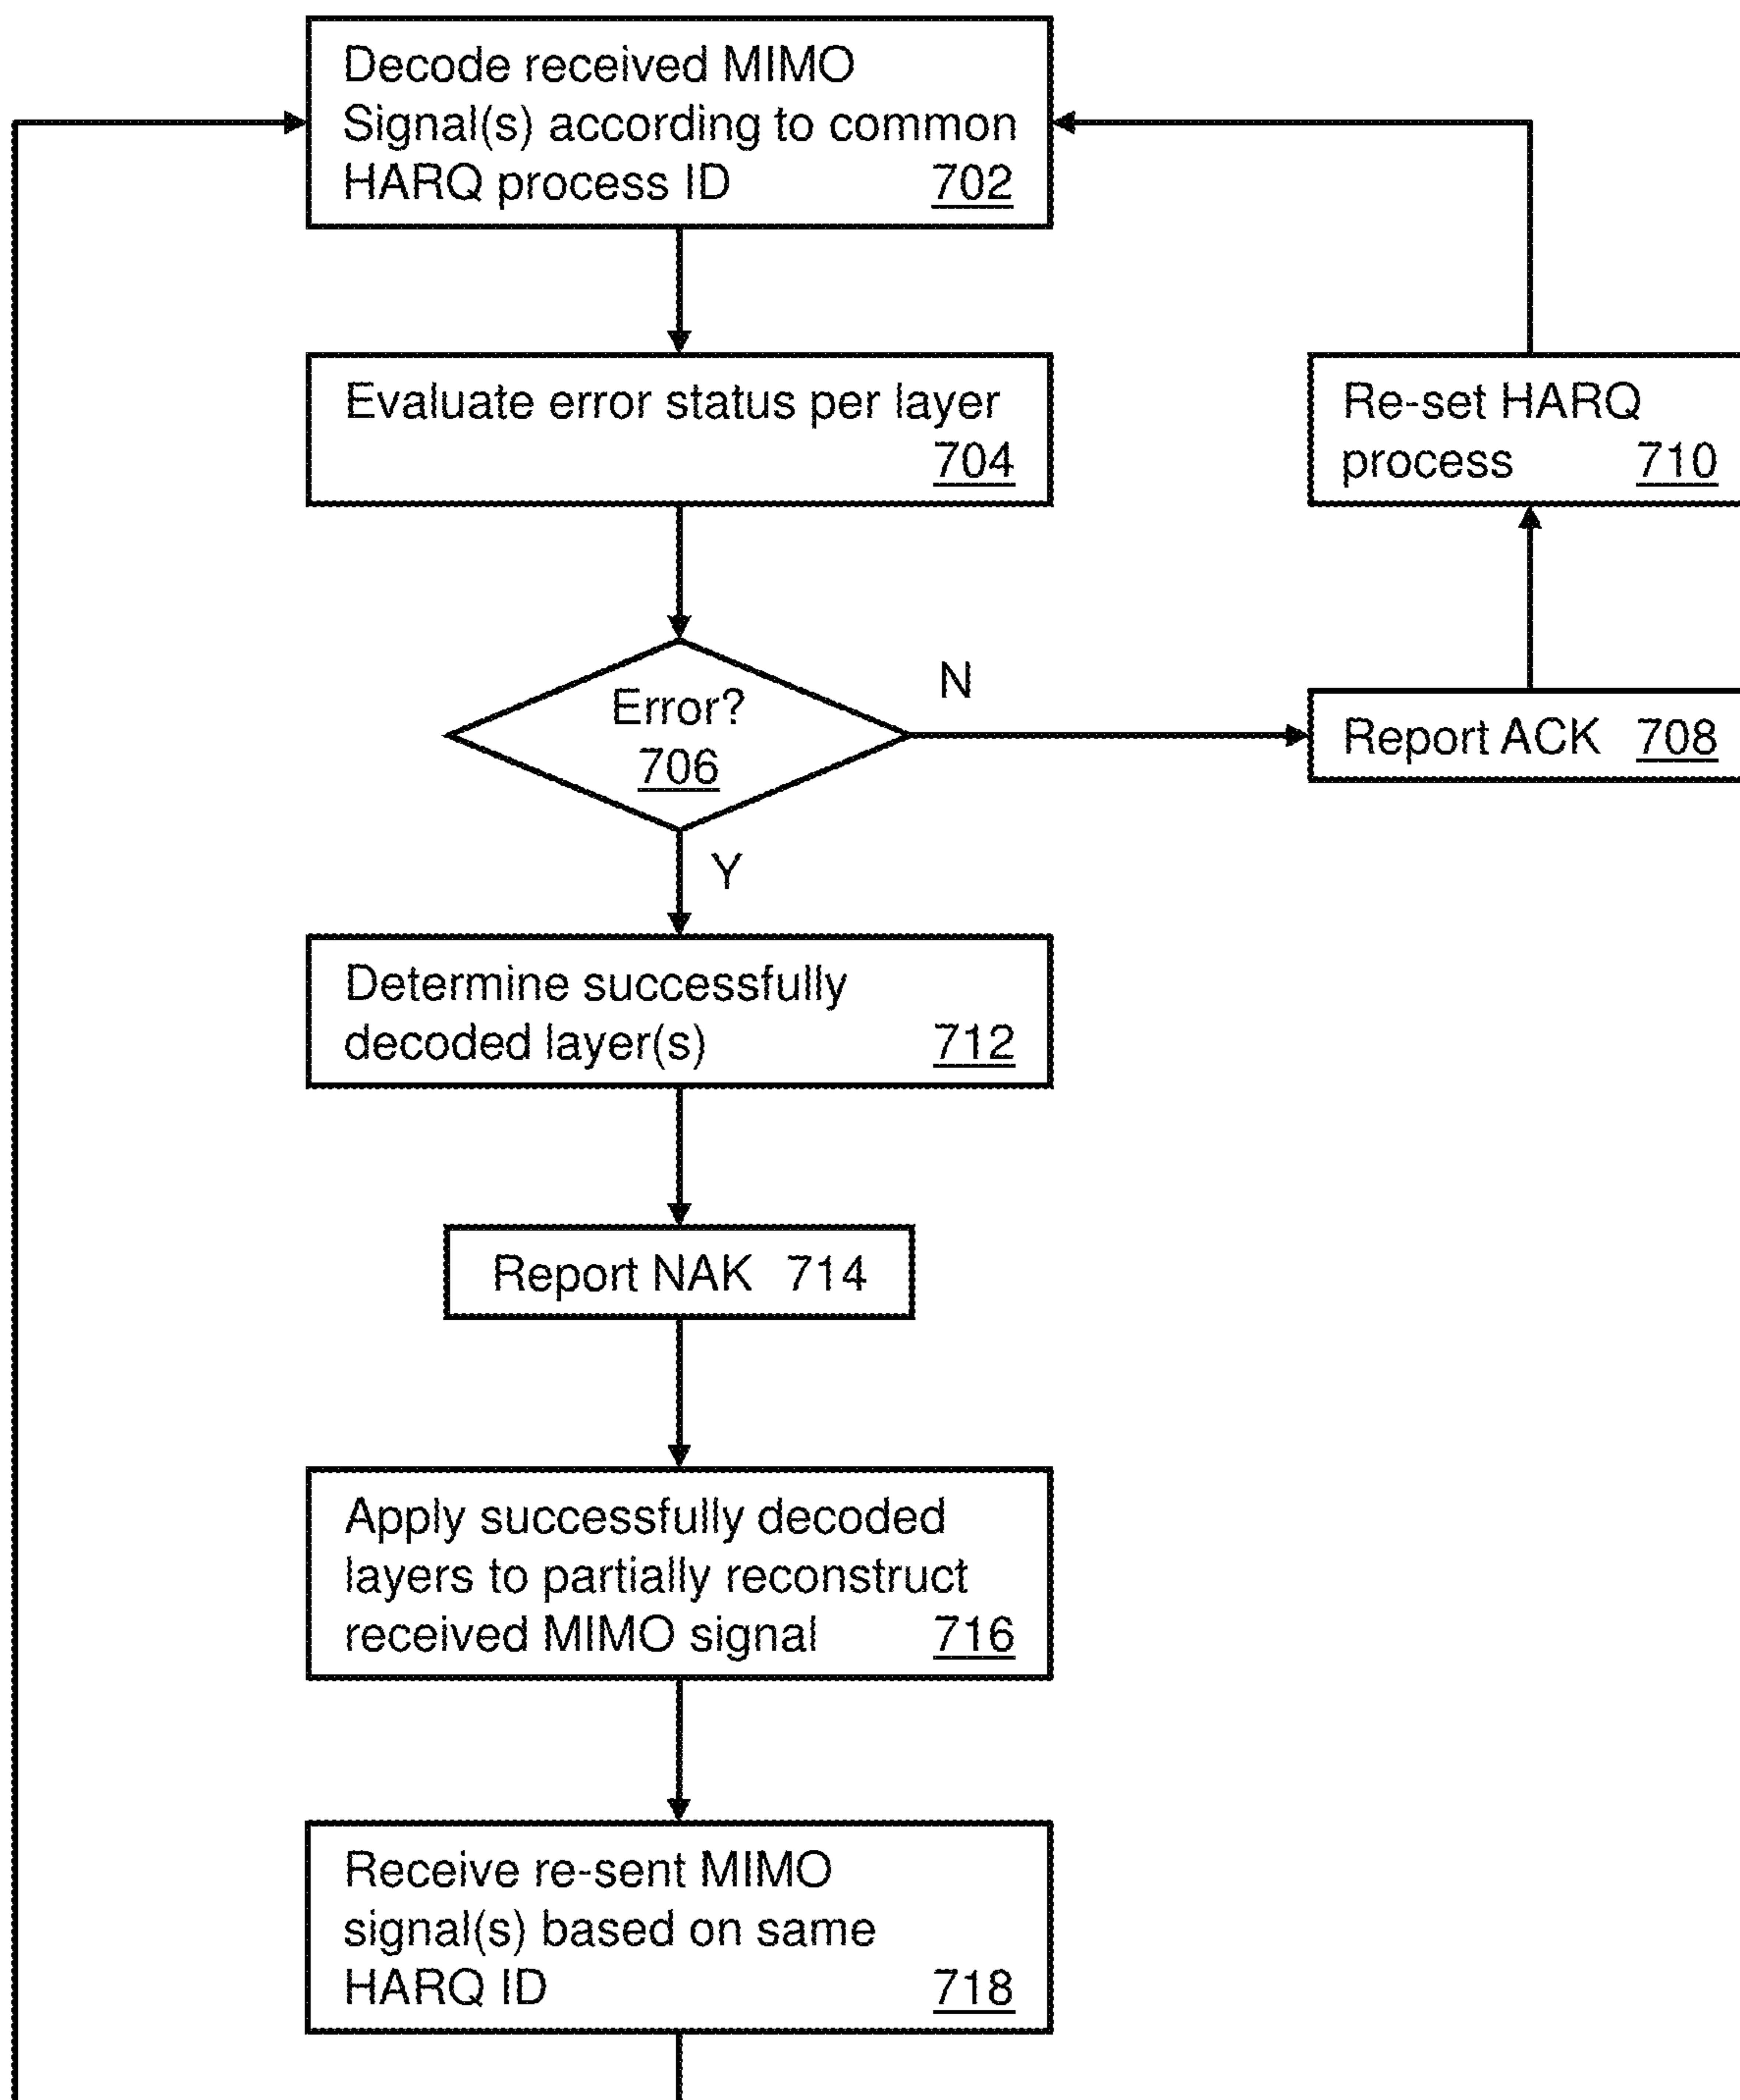 Decode received MIMO
Signal(s) according to common
HARQ process ID 702
Evaluate error status per layer
704
Re-set HARQ
process 710
Error?
706
N
Report ACK 708
Y
Determine successfully
decoded layer(s) 712
Report NAK 714
Apply successfully decoded
layers to partially reconstruct
received MIMO signal 716
Receive re-sent MIMO
signal(s) based on same
HARQ ID 718